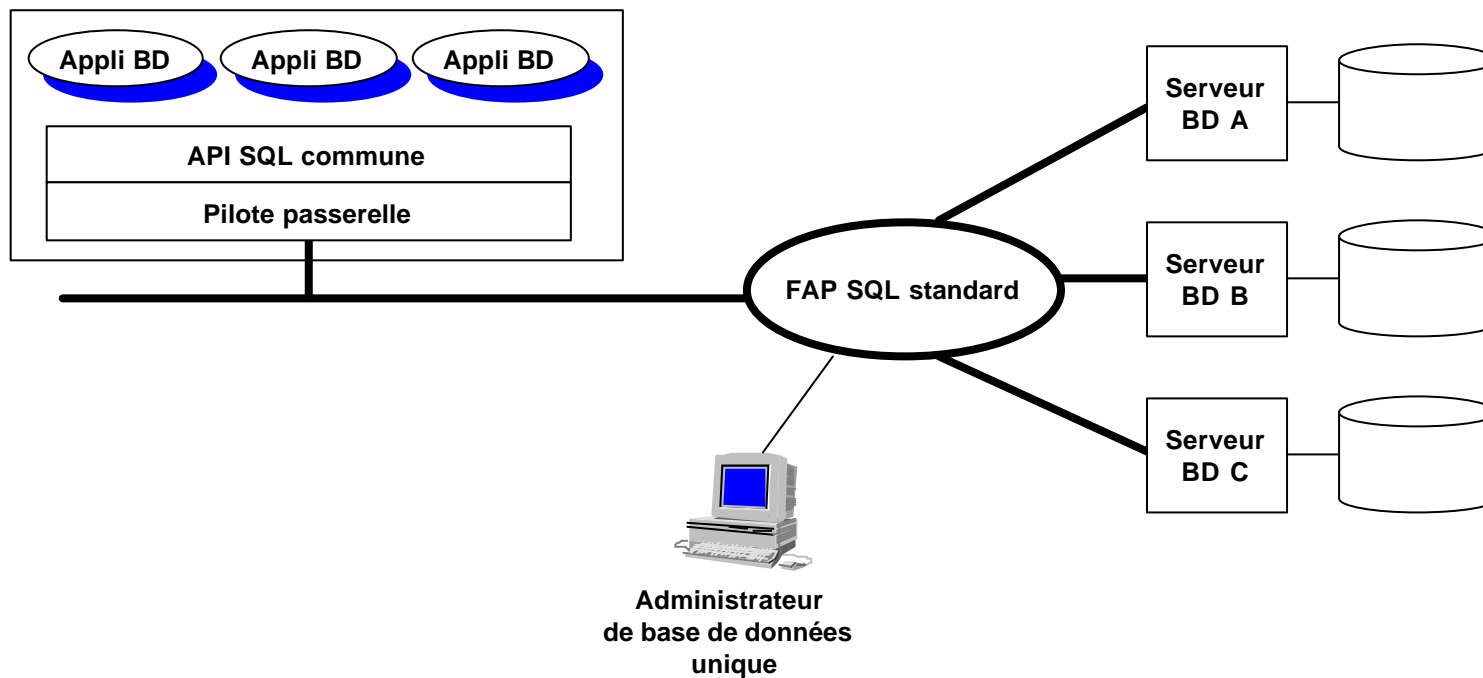 Appli BD
Appli BD
Appli BD
API SQL commune
Pilote passerelle
FAP SQL standard
Serveur
BD A
Serveur
BD B
Serveur
BD C
Administrateur
de base de données
unique